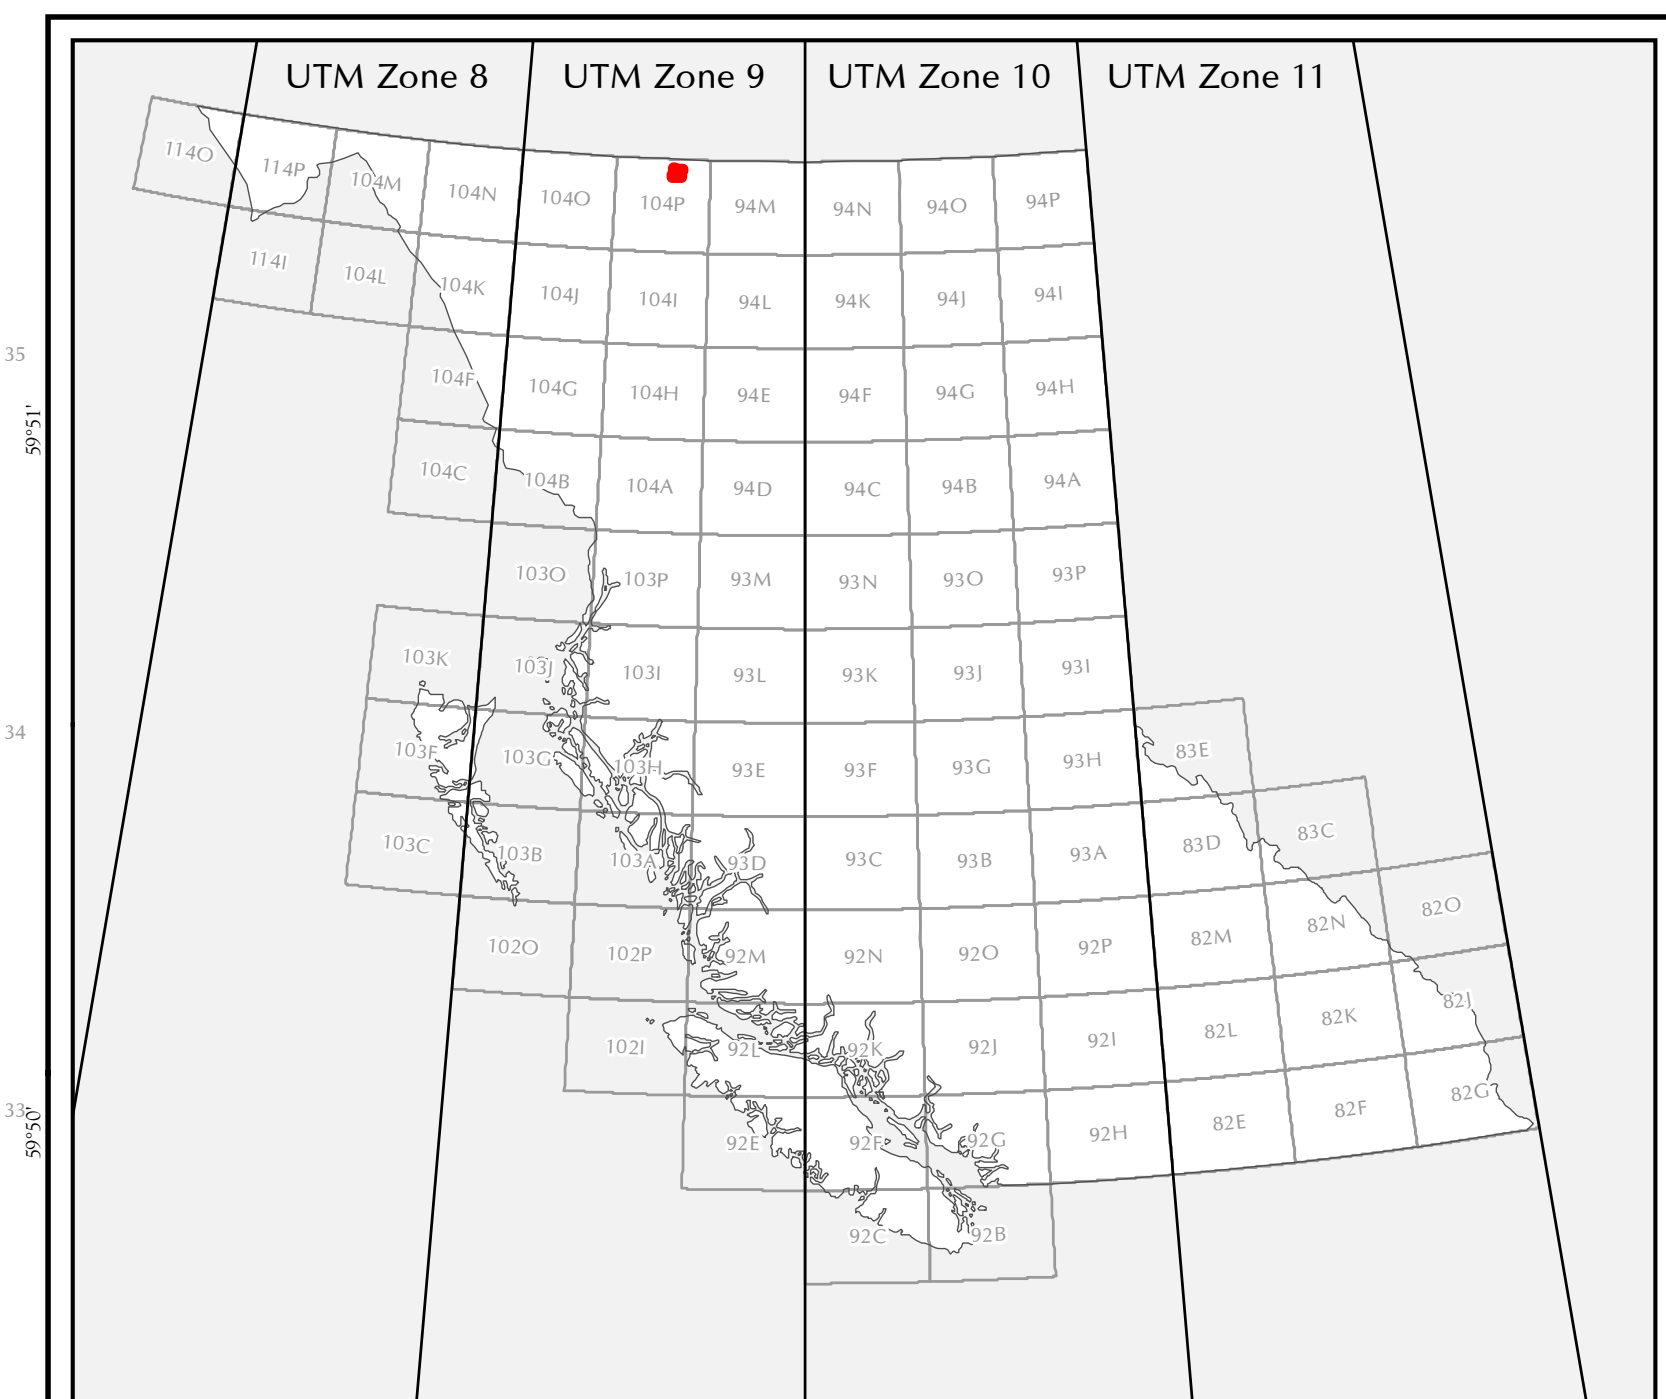 UTM Zone 8 UTM Zone 9 UTM Zone 10 UTM Zone 11
114O 114P 104M 104N 104O 104P 94M 94N 94O 94P
114I 104L 104K 104J 104I 94L 94K 94J 94I
35
104F 104G 104H 94E 94F 94G 94H
59°51'
104C 104B 104A 94D 94C 94B 94A
103O 103P 93M 93N 93O 93P
103K 103J 103I 93L 93K 93J 93I
34
103F 103G 103H 93E 93F 93G 93H 83E
103C 103B 103A 93D 93C 93B 93A 83D 83C
102O 102P 92M 92N 92O 92P 82M 82N 82O
102I 92L 92K 92J 92I 82L 82K 82J
33
59°50'
92E 92F 92G 92H 82E 82F 82G
92C 92B